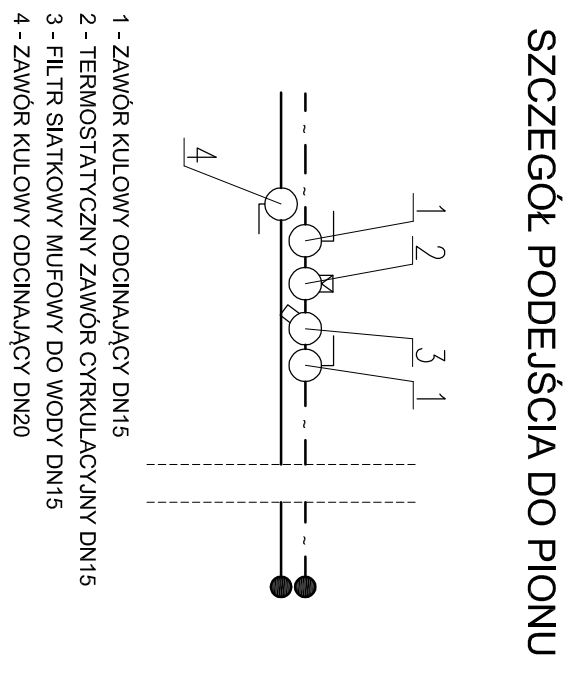 SZCZEGÓŁ PODEJŚCIA DO PIONU
1
2
3
1
4
1 - ZAWÓR KULOWY ODCINAJĄCY DN15
2 - TERMOSTATYCZNY ZAWÓR CYRKULACYJNY DN15
3 - FILTR SIATKOWY MUFOWY DO WODY DN15
4 - ZAWÓR KULOWY ODCINAJĄCY DN20